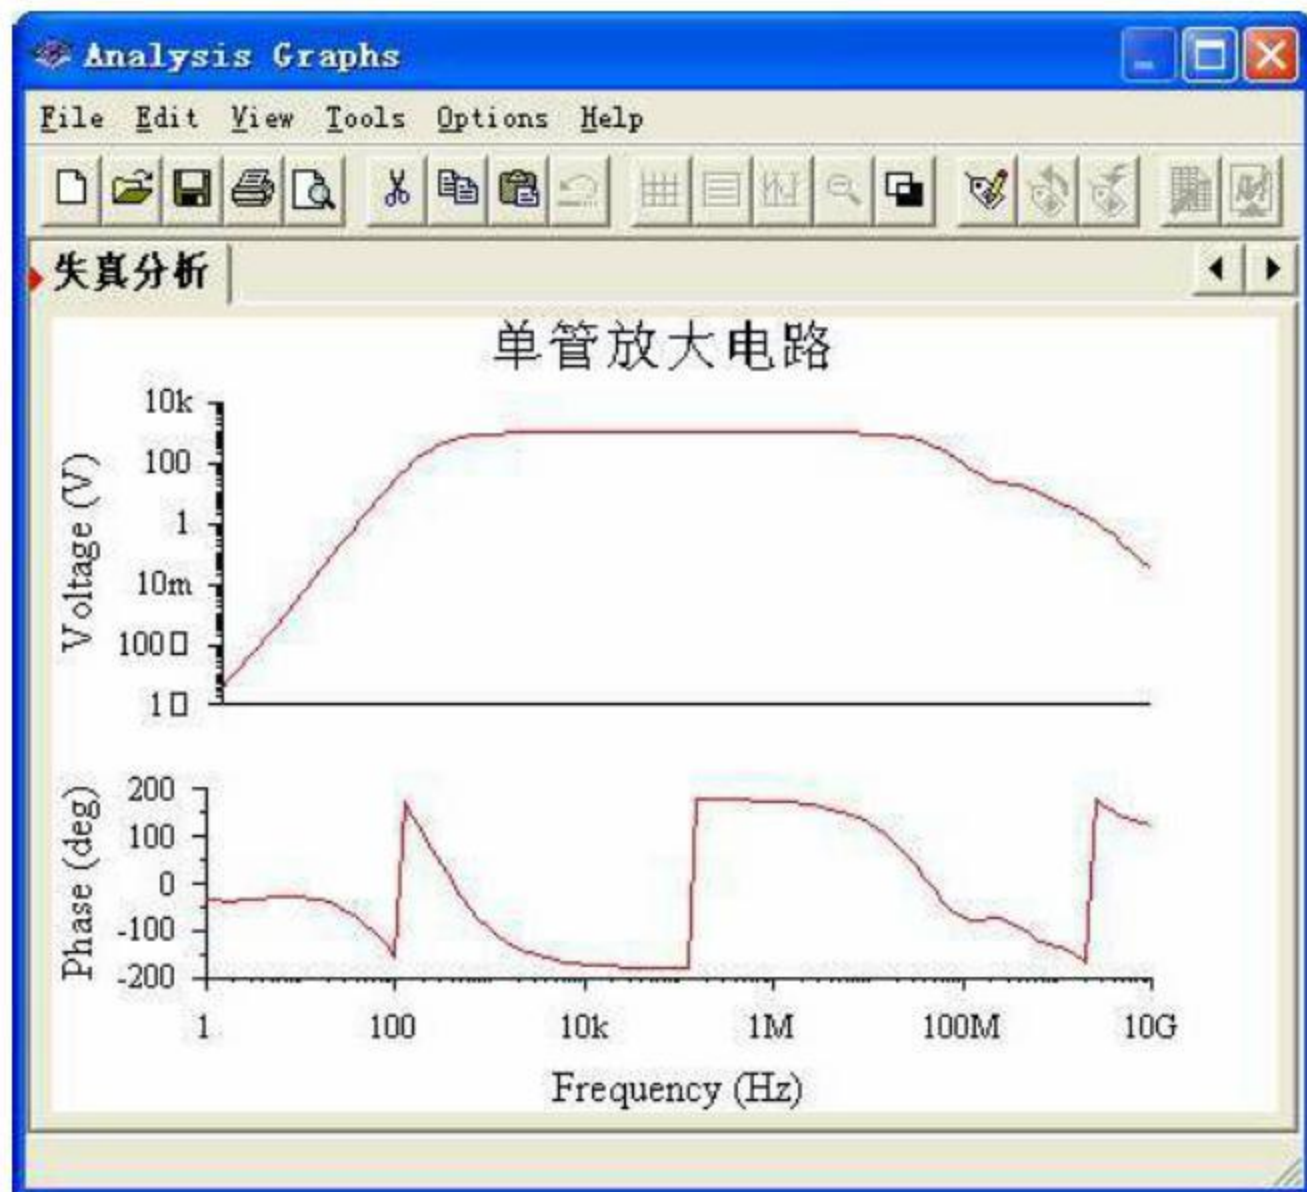 Analysis Graphs
File Edit View Tools Options Help
失真分析
单管放大电路
Voltage (V)
10k
100
1
10m
100□
1□
Phase (deg)
200
100
0
-100
-200
1 100 10k 1M 100M 10G
Frequency (Hz)